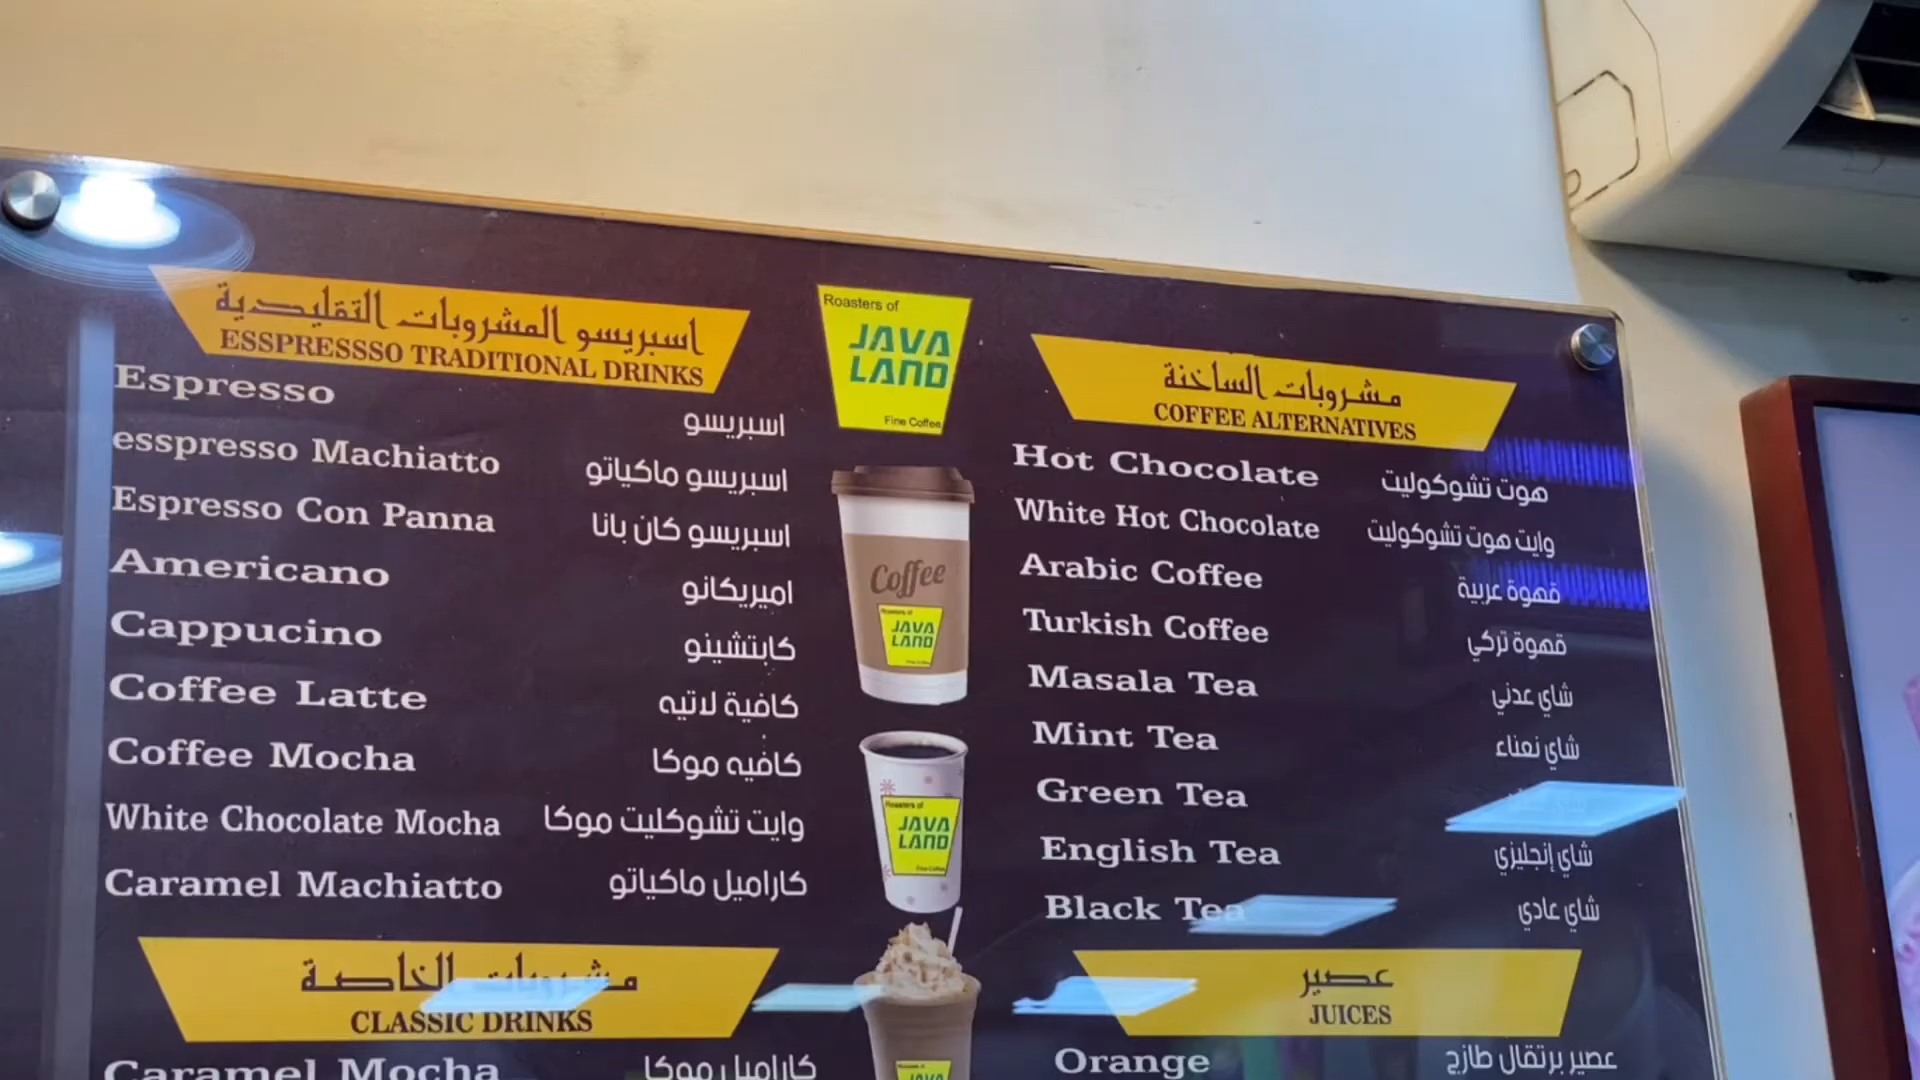 اسبريسو المشروبات التقليدية
ESSPRESSSO TRADITIONAL DRINKS
Espresso اسبريسو
esspresso Machiatto اسبريسو ماكياتو
Espresso Con Panna اسبريسو كان بانا
Americano اميريكانو
Cappucino كابتشينو
Coffee Latte كافية لاتيه
Coffee Mocha كافيه موكا
White Chocolate Mocha وايت تشوكليت موكا
Caramel Machiatto كاراميل ماكياتو
مشروبات الخاصة
CLASSIC DRINKS
Caramel Mocha كاراميل موكا
Roasters of
JAVA
LAND
Fine Coffee
Coffee
Roasters of
JAVA
LAND
Fine Coffee
Roasters of
JAVA
LAND
Fine Coffee
JAVA
مشروبات الساخنة
COFFEE ALTERNATIVES
Hot Chocolate هوت تشوكوليت
White Hot Chocolate وايت هوت تشوكوليت
Arabic Coffee قهوة عربية
Turkish Coffee قهوة تركي
Masala Tea شاي عدني
Mint Tea شاي نعناء
Green Tea
English Tea شاي إنجليزي
Black Tea شاي عادي
عصير
JUICES
Orange عصير برتقال طازج